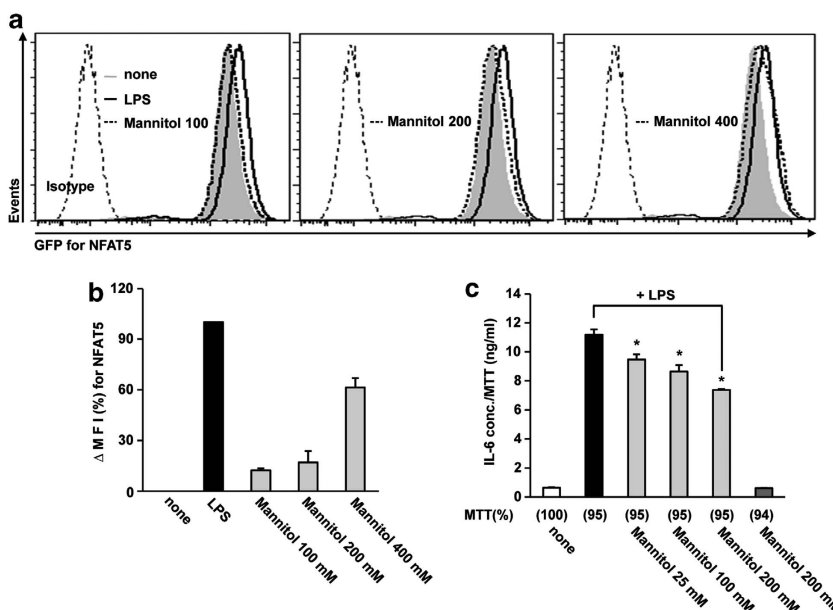 a
none
LPS
Mannitol 100
Isotype
Mannitol 200
Mannitol 400
Events
GFP for NFAT5
b
Δ M F I (%) for NFAT5
120
90
60
30
0
none
LPS
Mannitol 100 mM
Mannitol 200 mM
Mannitol 400 mM
c
+ LPS
IL-6 conc./MTT (ng/ml)
14
12
10
8
6
4
2
0
* * *
MTT(%) (100) (95) (95) (95) (95) (94)
none
Mannitol 25 mM
Mannitol 100 mM
Mannitol 200 mM
Mannitol 200 mM